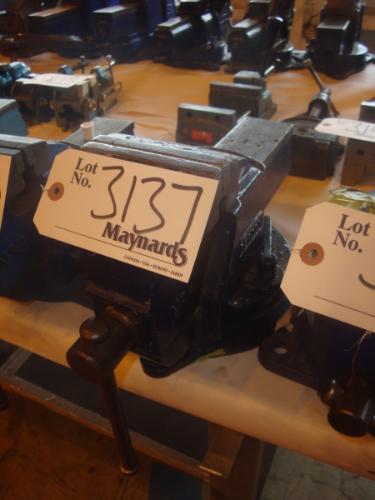 Lot
No. 3137
Maynards
CANADA • USA • EUROPE • ASIA
Lot
No.